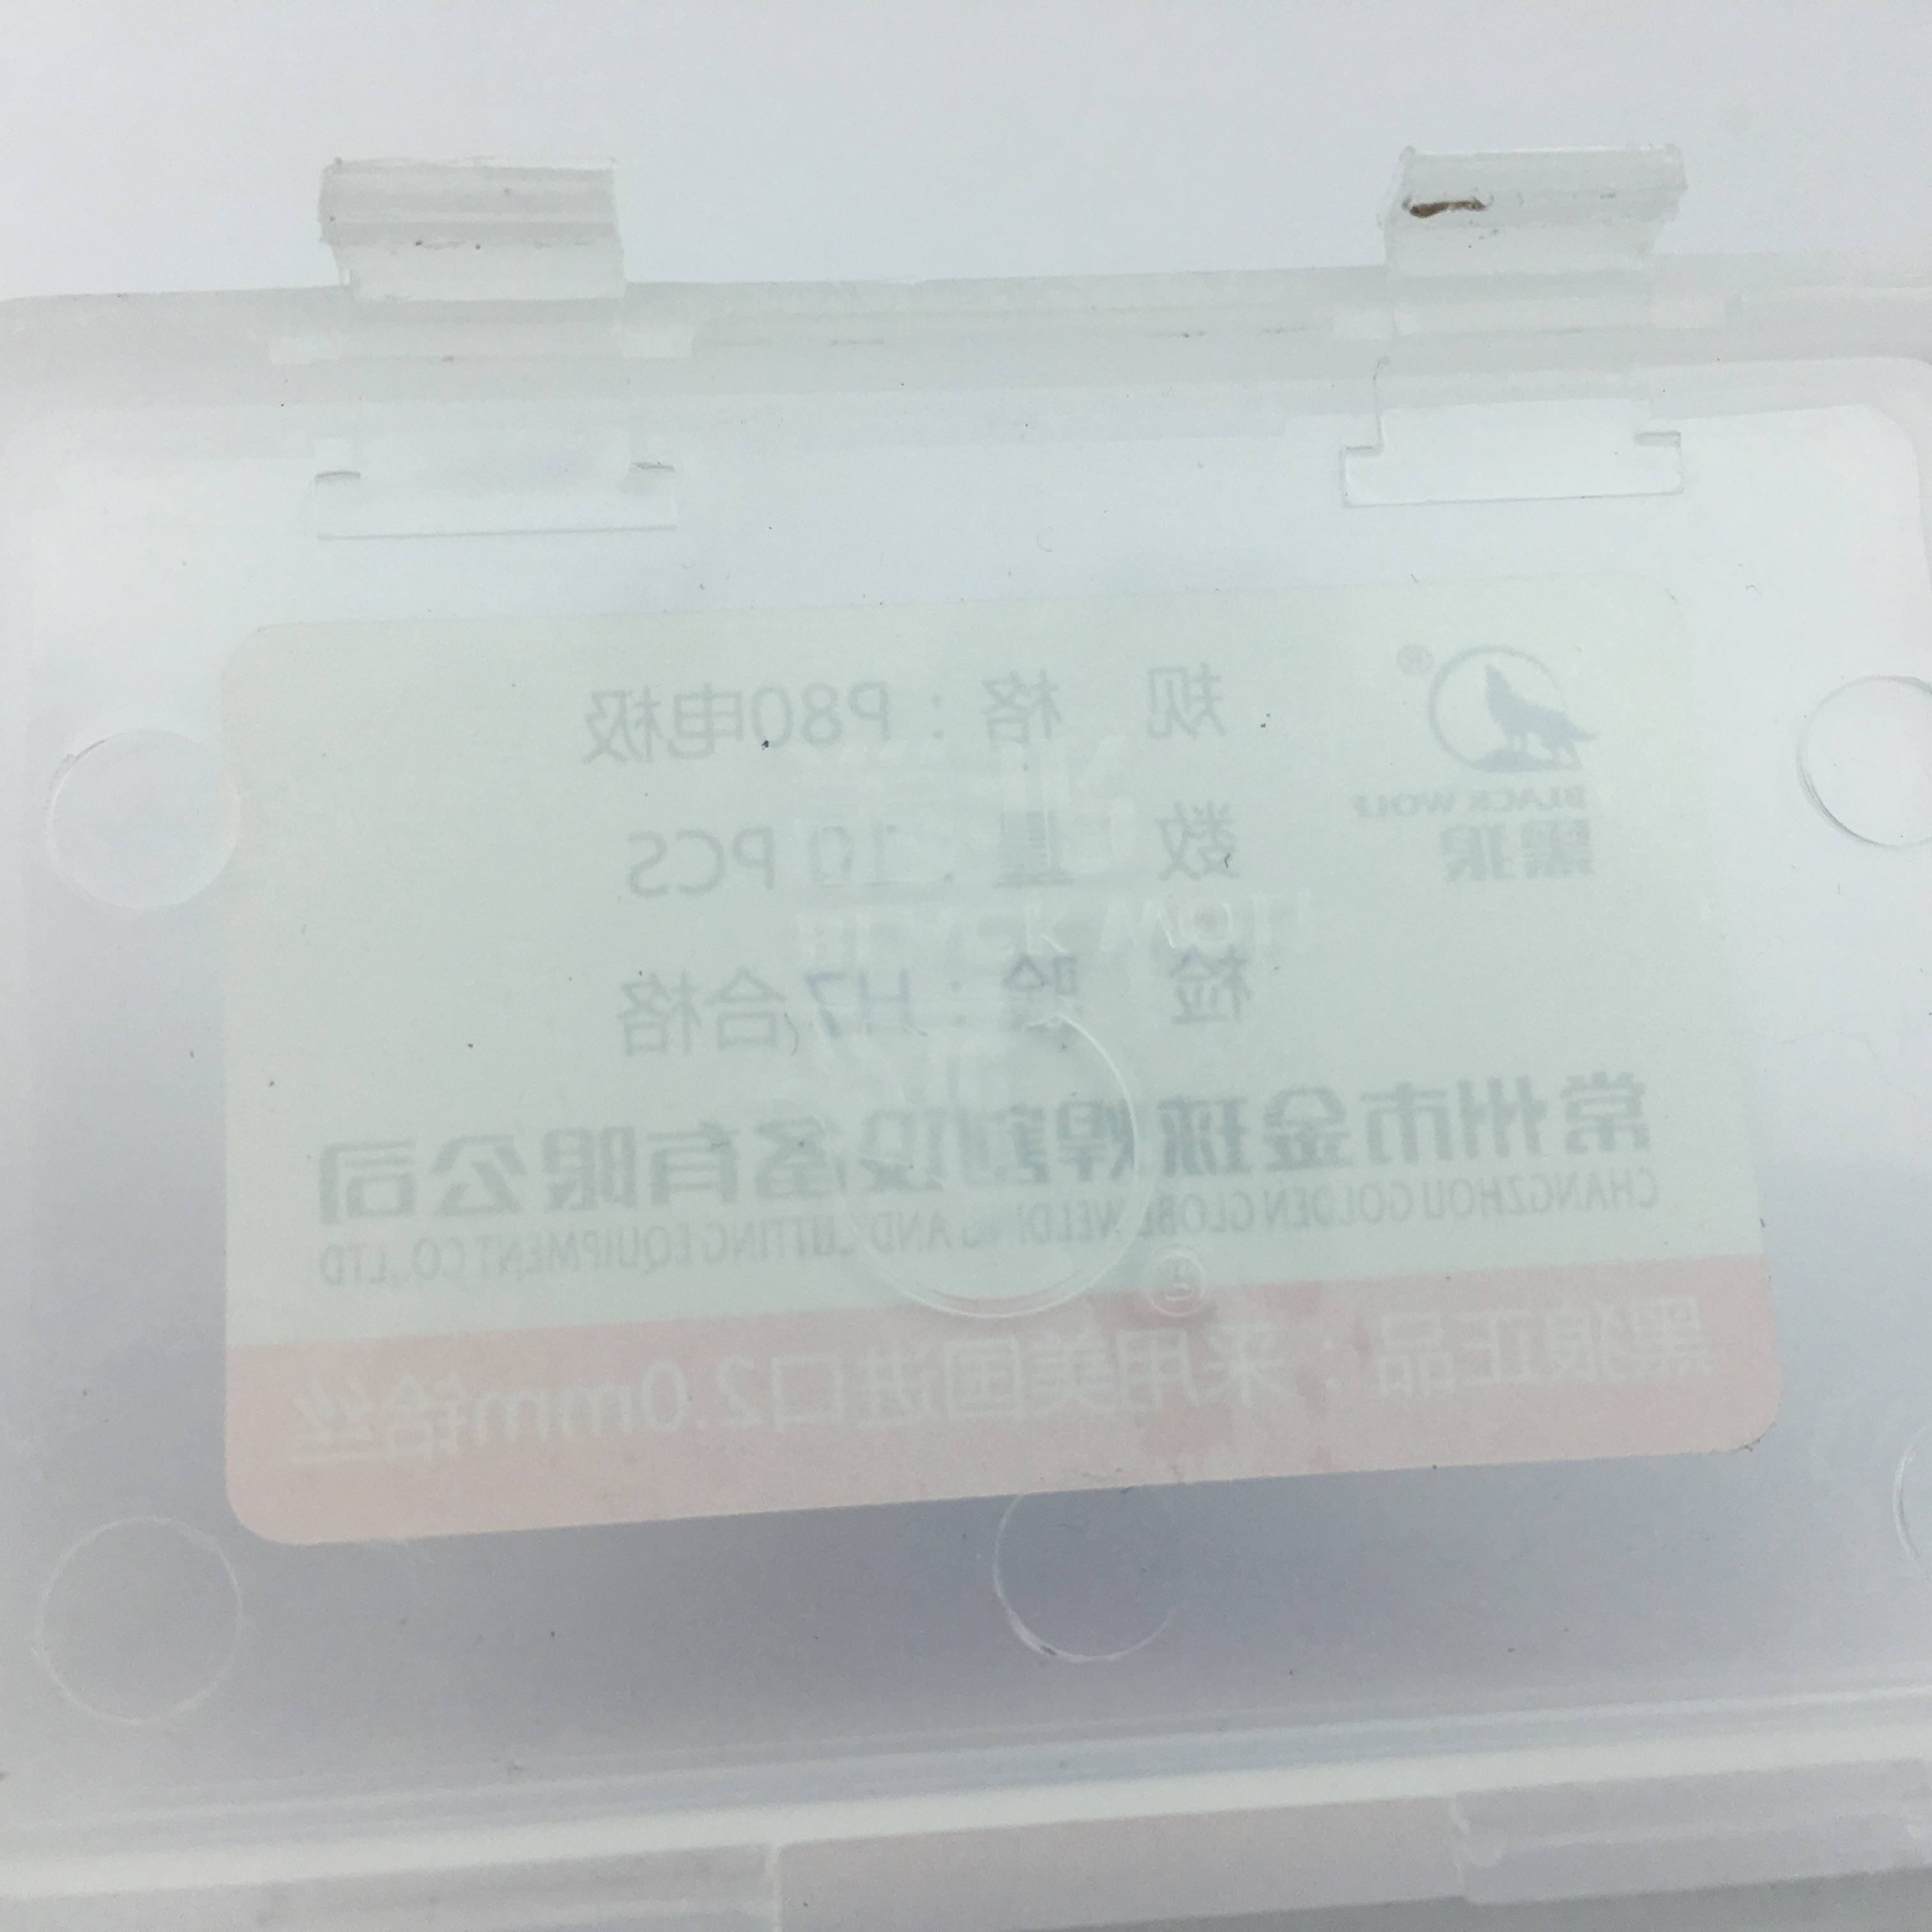 ®
BLACK WOLF
黑狼
规 格：P80电极
数 量：10 PCS
检 验：H7 合格
常州市金球焊割设备有限公司
CHANGZHOU GOLDEN GLOBE WELDING AND CUTTING EQUIPMENT CO.,LTD
黑狼正品：采用美国进口2.0mm铪丝
BLACK WOLF